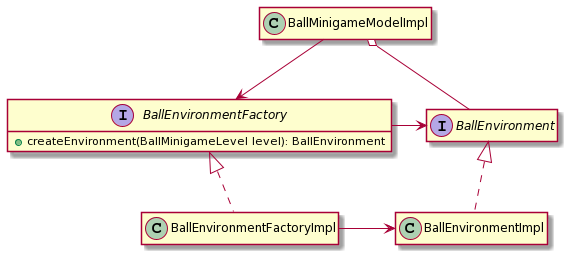 C BallMinigameModelImpl
I BallEnvironmentFactory
createEnvironment(BallMinigameLevel level): BallEnvironment
I BallEnvironment
C BallEnvironmentFactoryImpl
C BallEnvironmentImpl